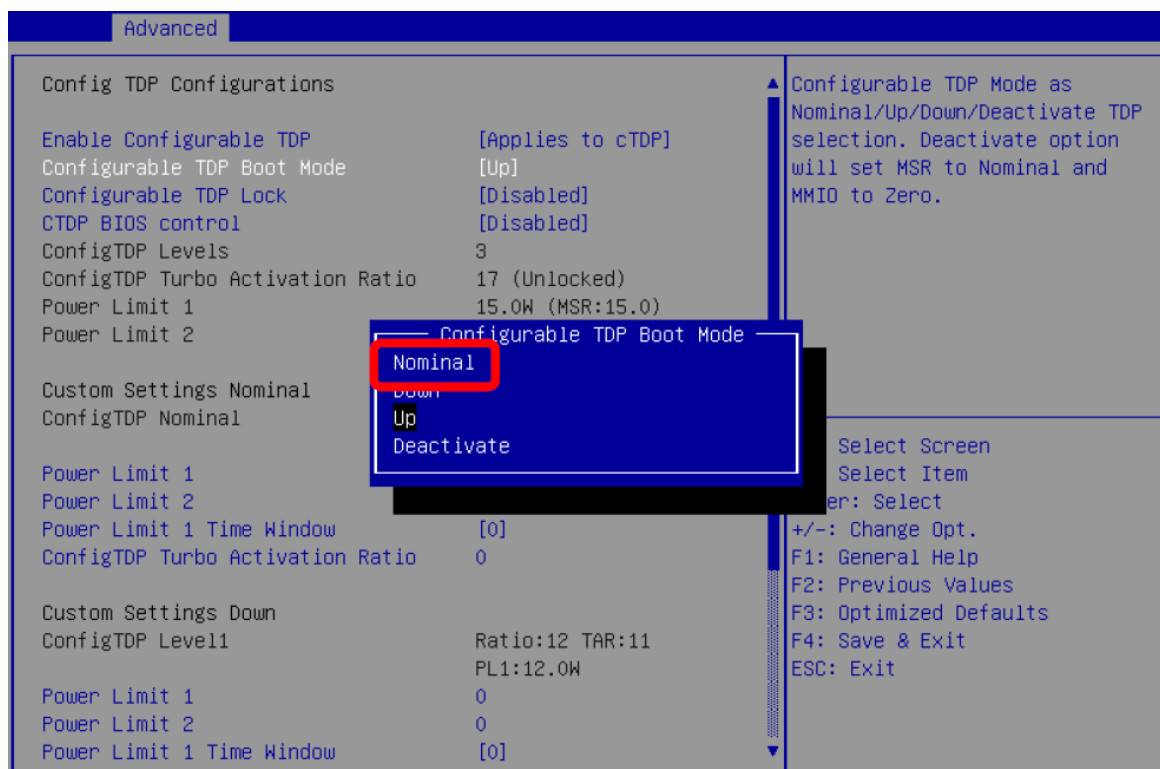 Advanced
Config TDP Configurations
Enable Configurable TDP [Applies to cTDP]
Configurable TDP Boot Mode [Up]
Configurable TDP Lock [Disabled]
CTDP BIOS control [Disabled]
ConfigTDP Levels 3
ConfigTDP Turbo Activation Ratio 17 (Unlocked)
Power Limit 1 15.0W (MSR:15.0)
Power Limit 2
Custom Settings Nominal
ConfigTDP Nominal
Power Limit 1
Power Limit 2
Power Limit 1 Time Window [0]
ConfigTDP Turbo Activation Ratio 0
Custom Settings Down
ConfigTDP Level1 Ratio:12 TAR:11
PL1:12.0W
Power Limit 1 0
Power Limit 2 0
Power Limit 1 Time Window [0]
Configurable TDP Boot Mode
Nominal
Down
Up
Deactivate
Configurable TDP Mode as
Nominal/Up/Down/Deactivate TDP
selection. Deactivate option
will set MSR to Nominal and
MMIO to Zero.
Select Screen
Select Item
er: Select
+/-: Change Opt.
F1: General Help
F2: Previous Values
F3: Optimized Defaults
F4: Save & Exit
ESC: Exit